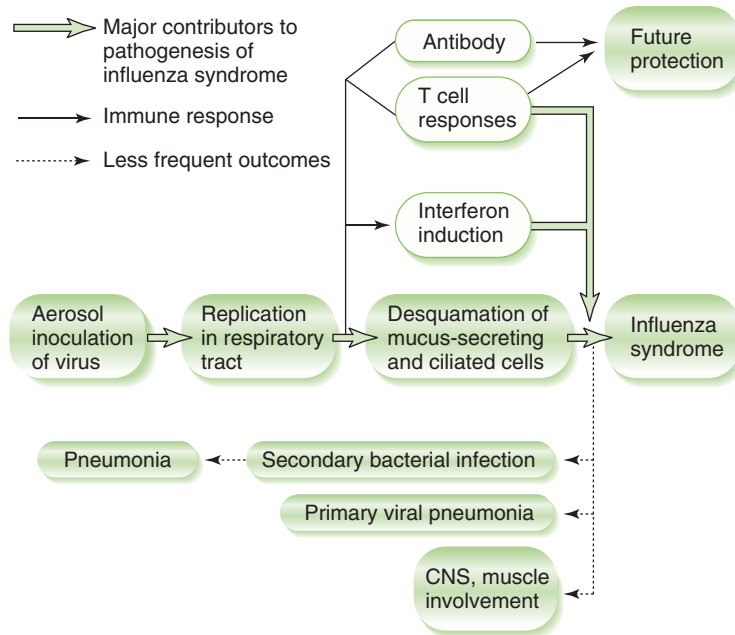 Major contributors to
pathogenesis of
influenza syndrome
Immune response
Less frequent outcomes
Antibody
T cell
responses
Future
protection
Interferon
induction
Aerosol
inoculation
of virus
Replication
in respiratory
tract
Desquamation of
mucus-secreting
and ciliated cells
Influenza
syndrome
Pneumonia
Secondary bacterial infection
Primary viral pneumonia
CNS, muscle
involvement